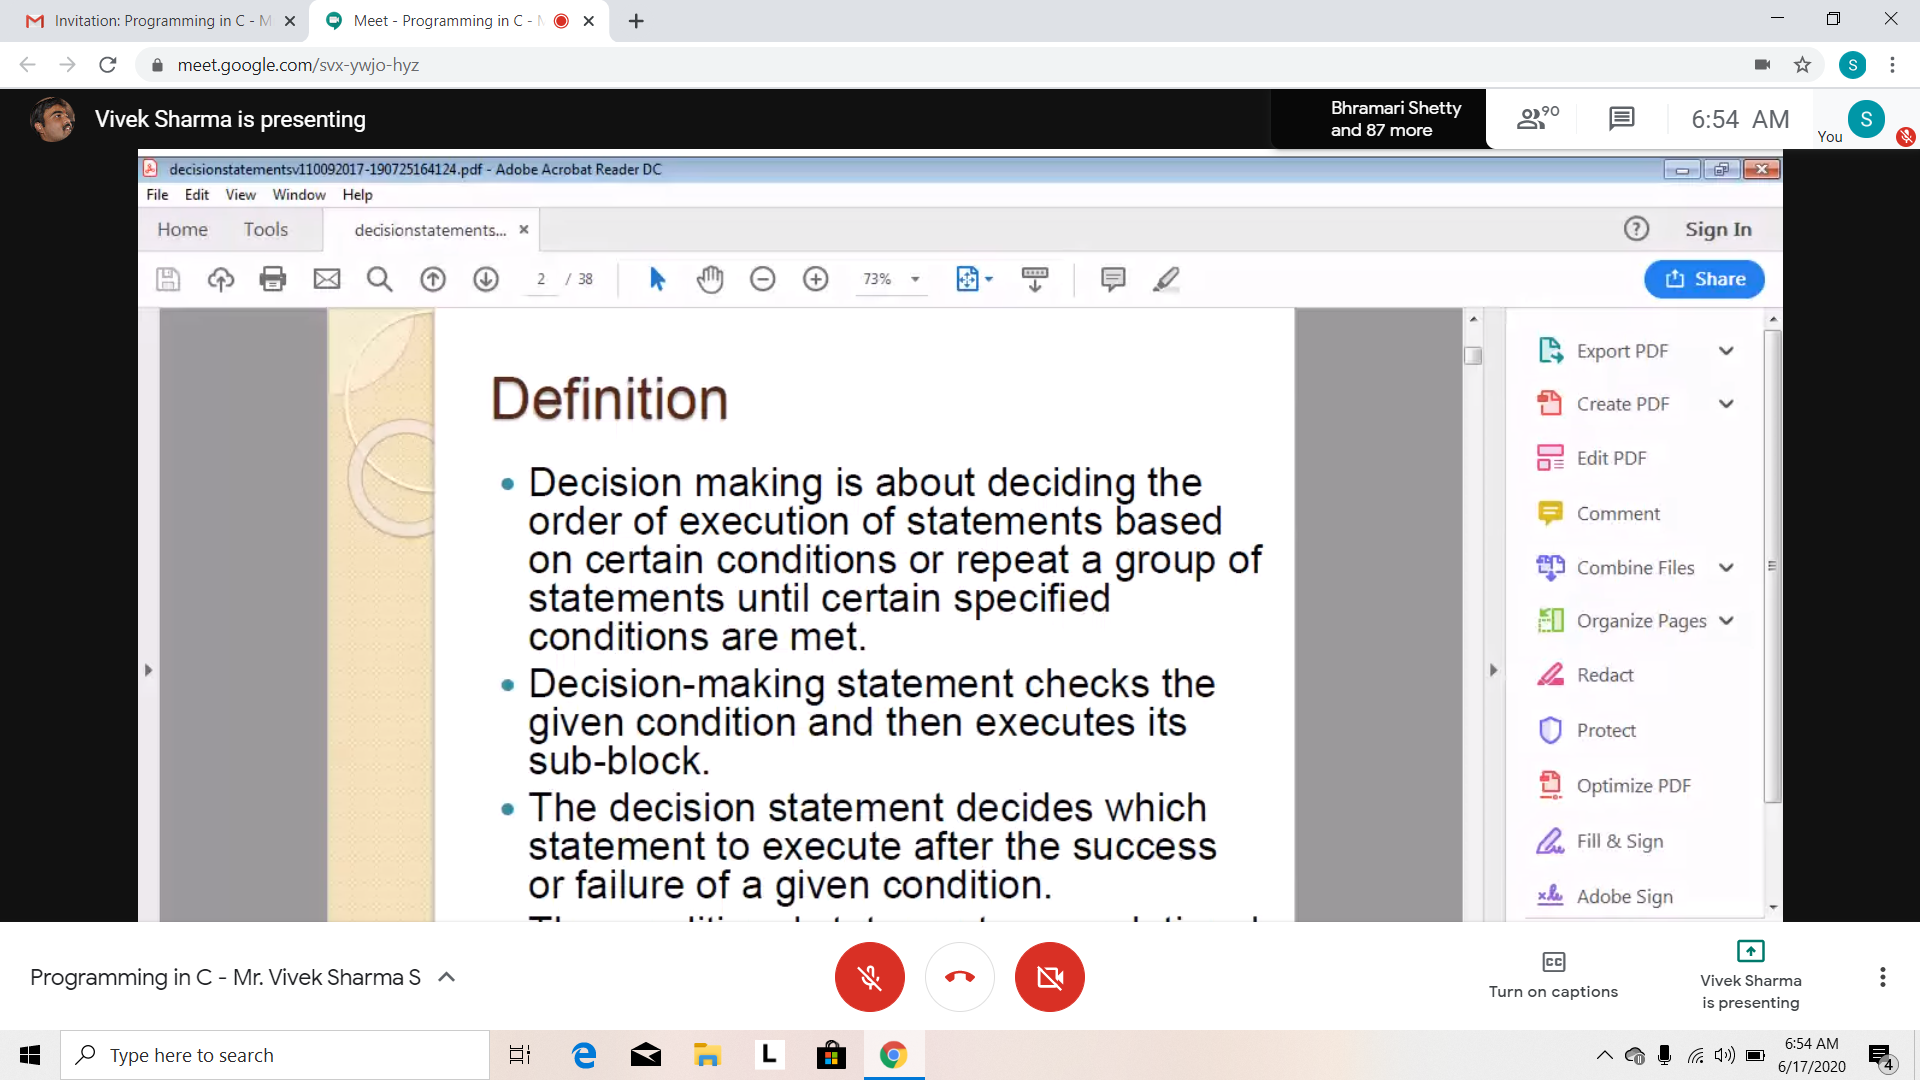 Invitation: Programming in C - M
Meet - Programming in C - M
meet.google.com/svx-ywjo-hyz
S
Vivek Sharma is presenting
Bhramari Shetty
and 87 more
90
6:54 AM
You
S
decisionstatementsv110092017-190725164124.pdf - Adobe Acrobat Reader DC
File Edit View Window Help
Home Tools decisionstatements...
Sign In
2 / 38 73%
Share
Definition
Decision making is about deciding the
order of execution of statements based
on certain conditions or repeat a group of
statements until certain specified
conditions are met.
Decision-making statement checks the
given condition and then executes its
sub-block.
The decision statement decides which
statement to execute after the success
or failure of a given condition.
Export PDF
Create PDF
Edit PDF
Comment
Combine Files
Organize Pages
Redact
Protect
Optimize PDF
Fill & Sign
Adobe Sign
Programming in C - Mr. Vivek Sharma S
CC
Turn on captions
Vivek Sharma
is presenting
Type here to search
L
6:54 AM
6/17/2020
4